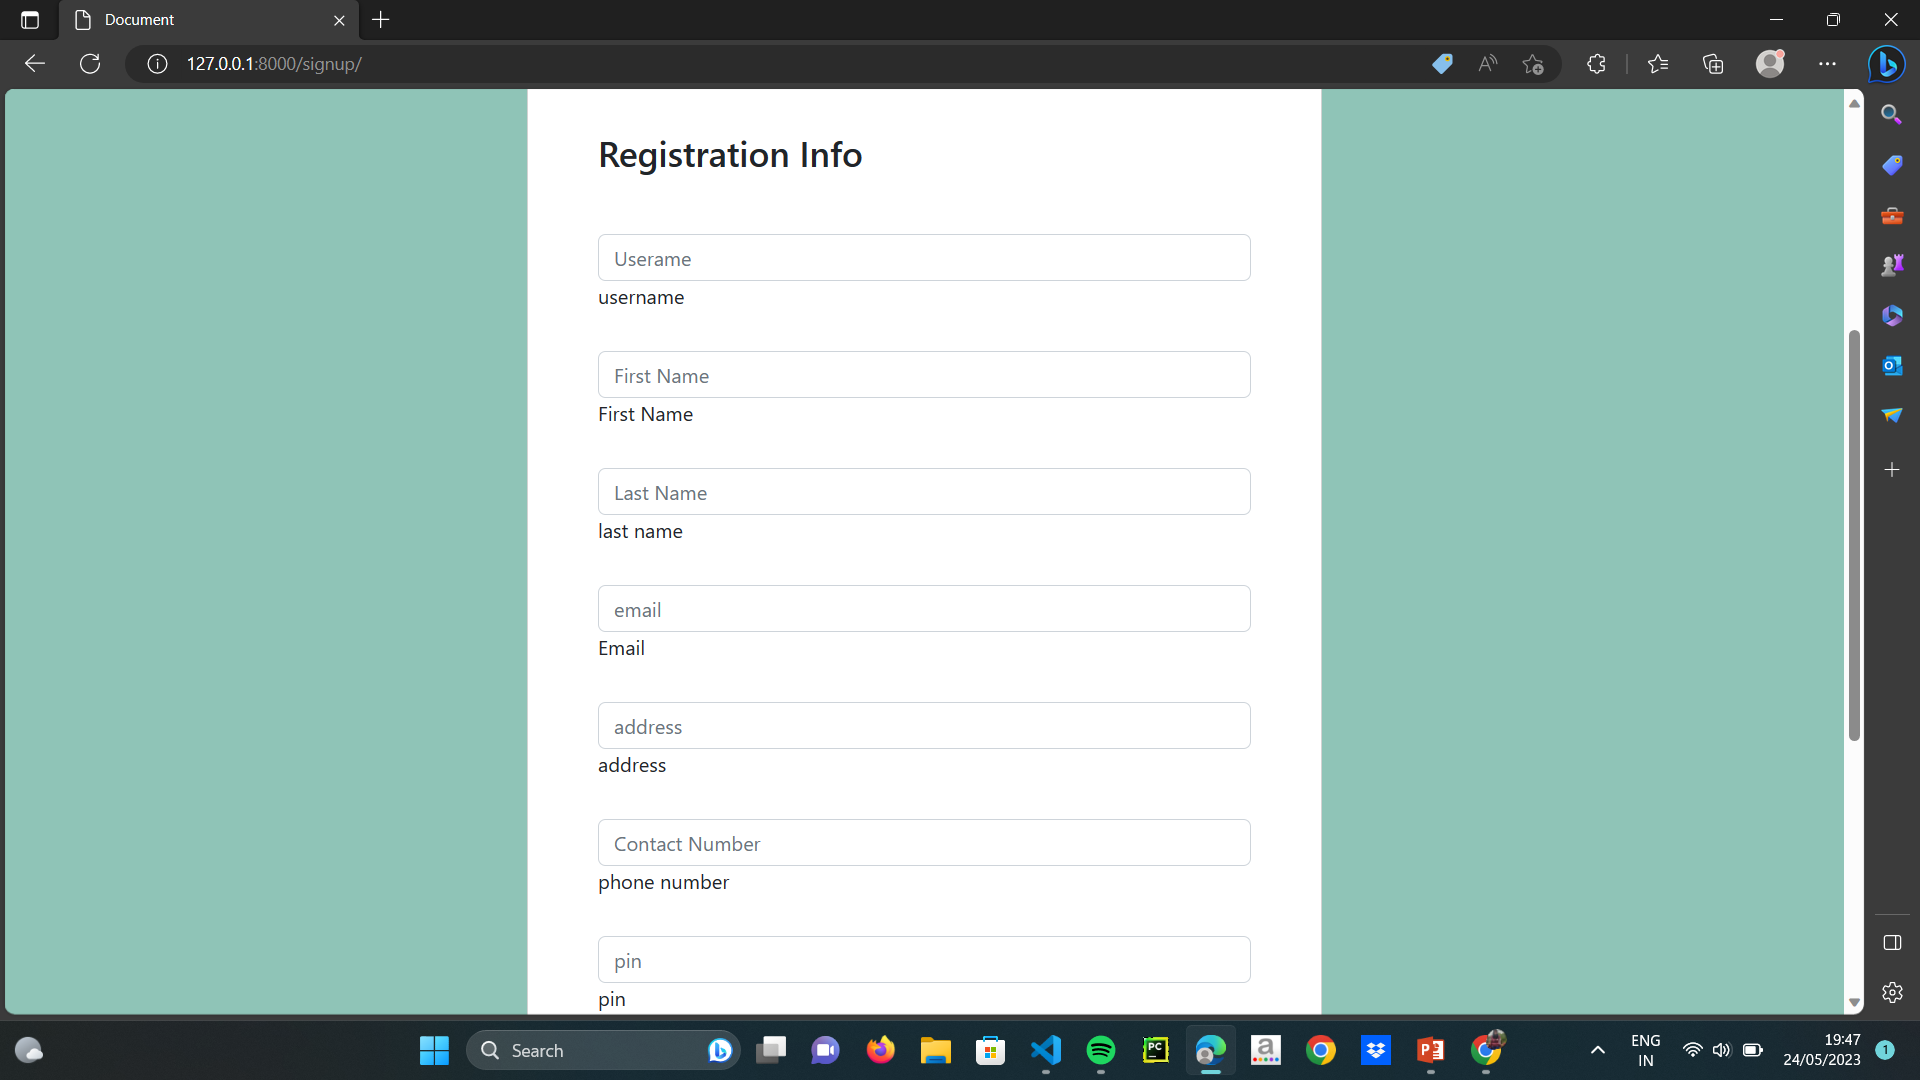 Document
127.0.0.1:8000/signup/
Registration Info
Userame
username
First Name
First Name
Last Name
last name
email
Email
address
address
Contact Number
phone number
pin
pin
Search
PC
a
P
ENG
IN
19:47
24/05/2023
1